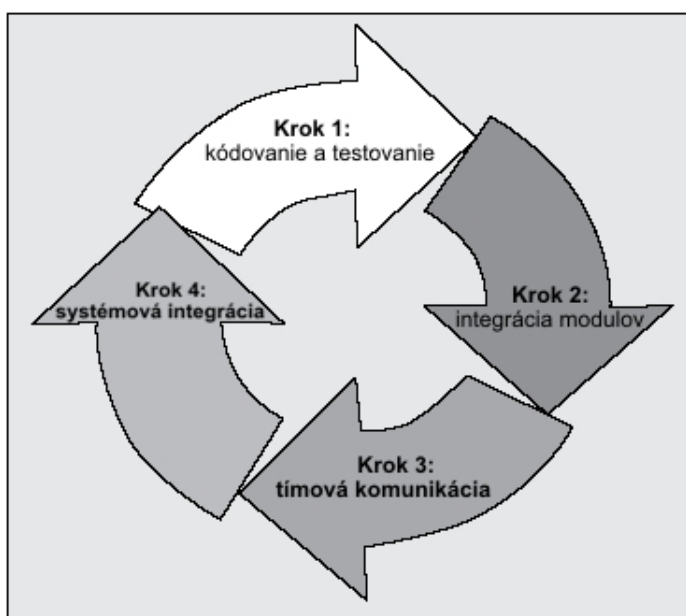 Krok 1:
kódovanie a testovanie
Krok 2:
integrácia modulov
Krok 3:
tímová komunikácia
Krok 4:
systémová integrácia